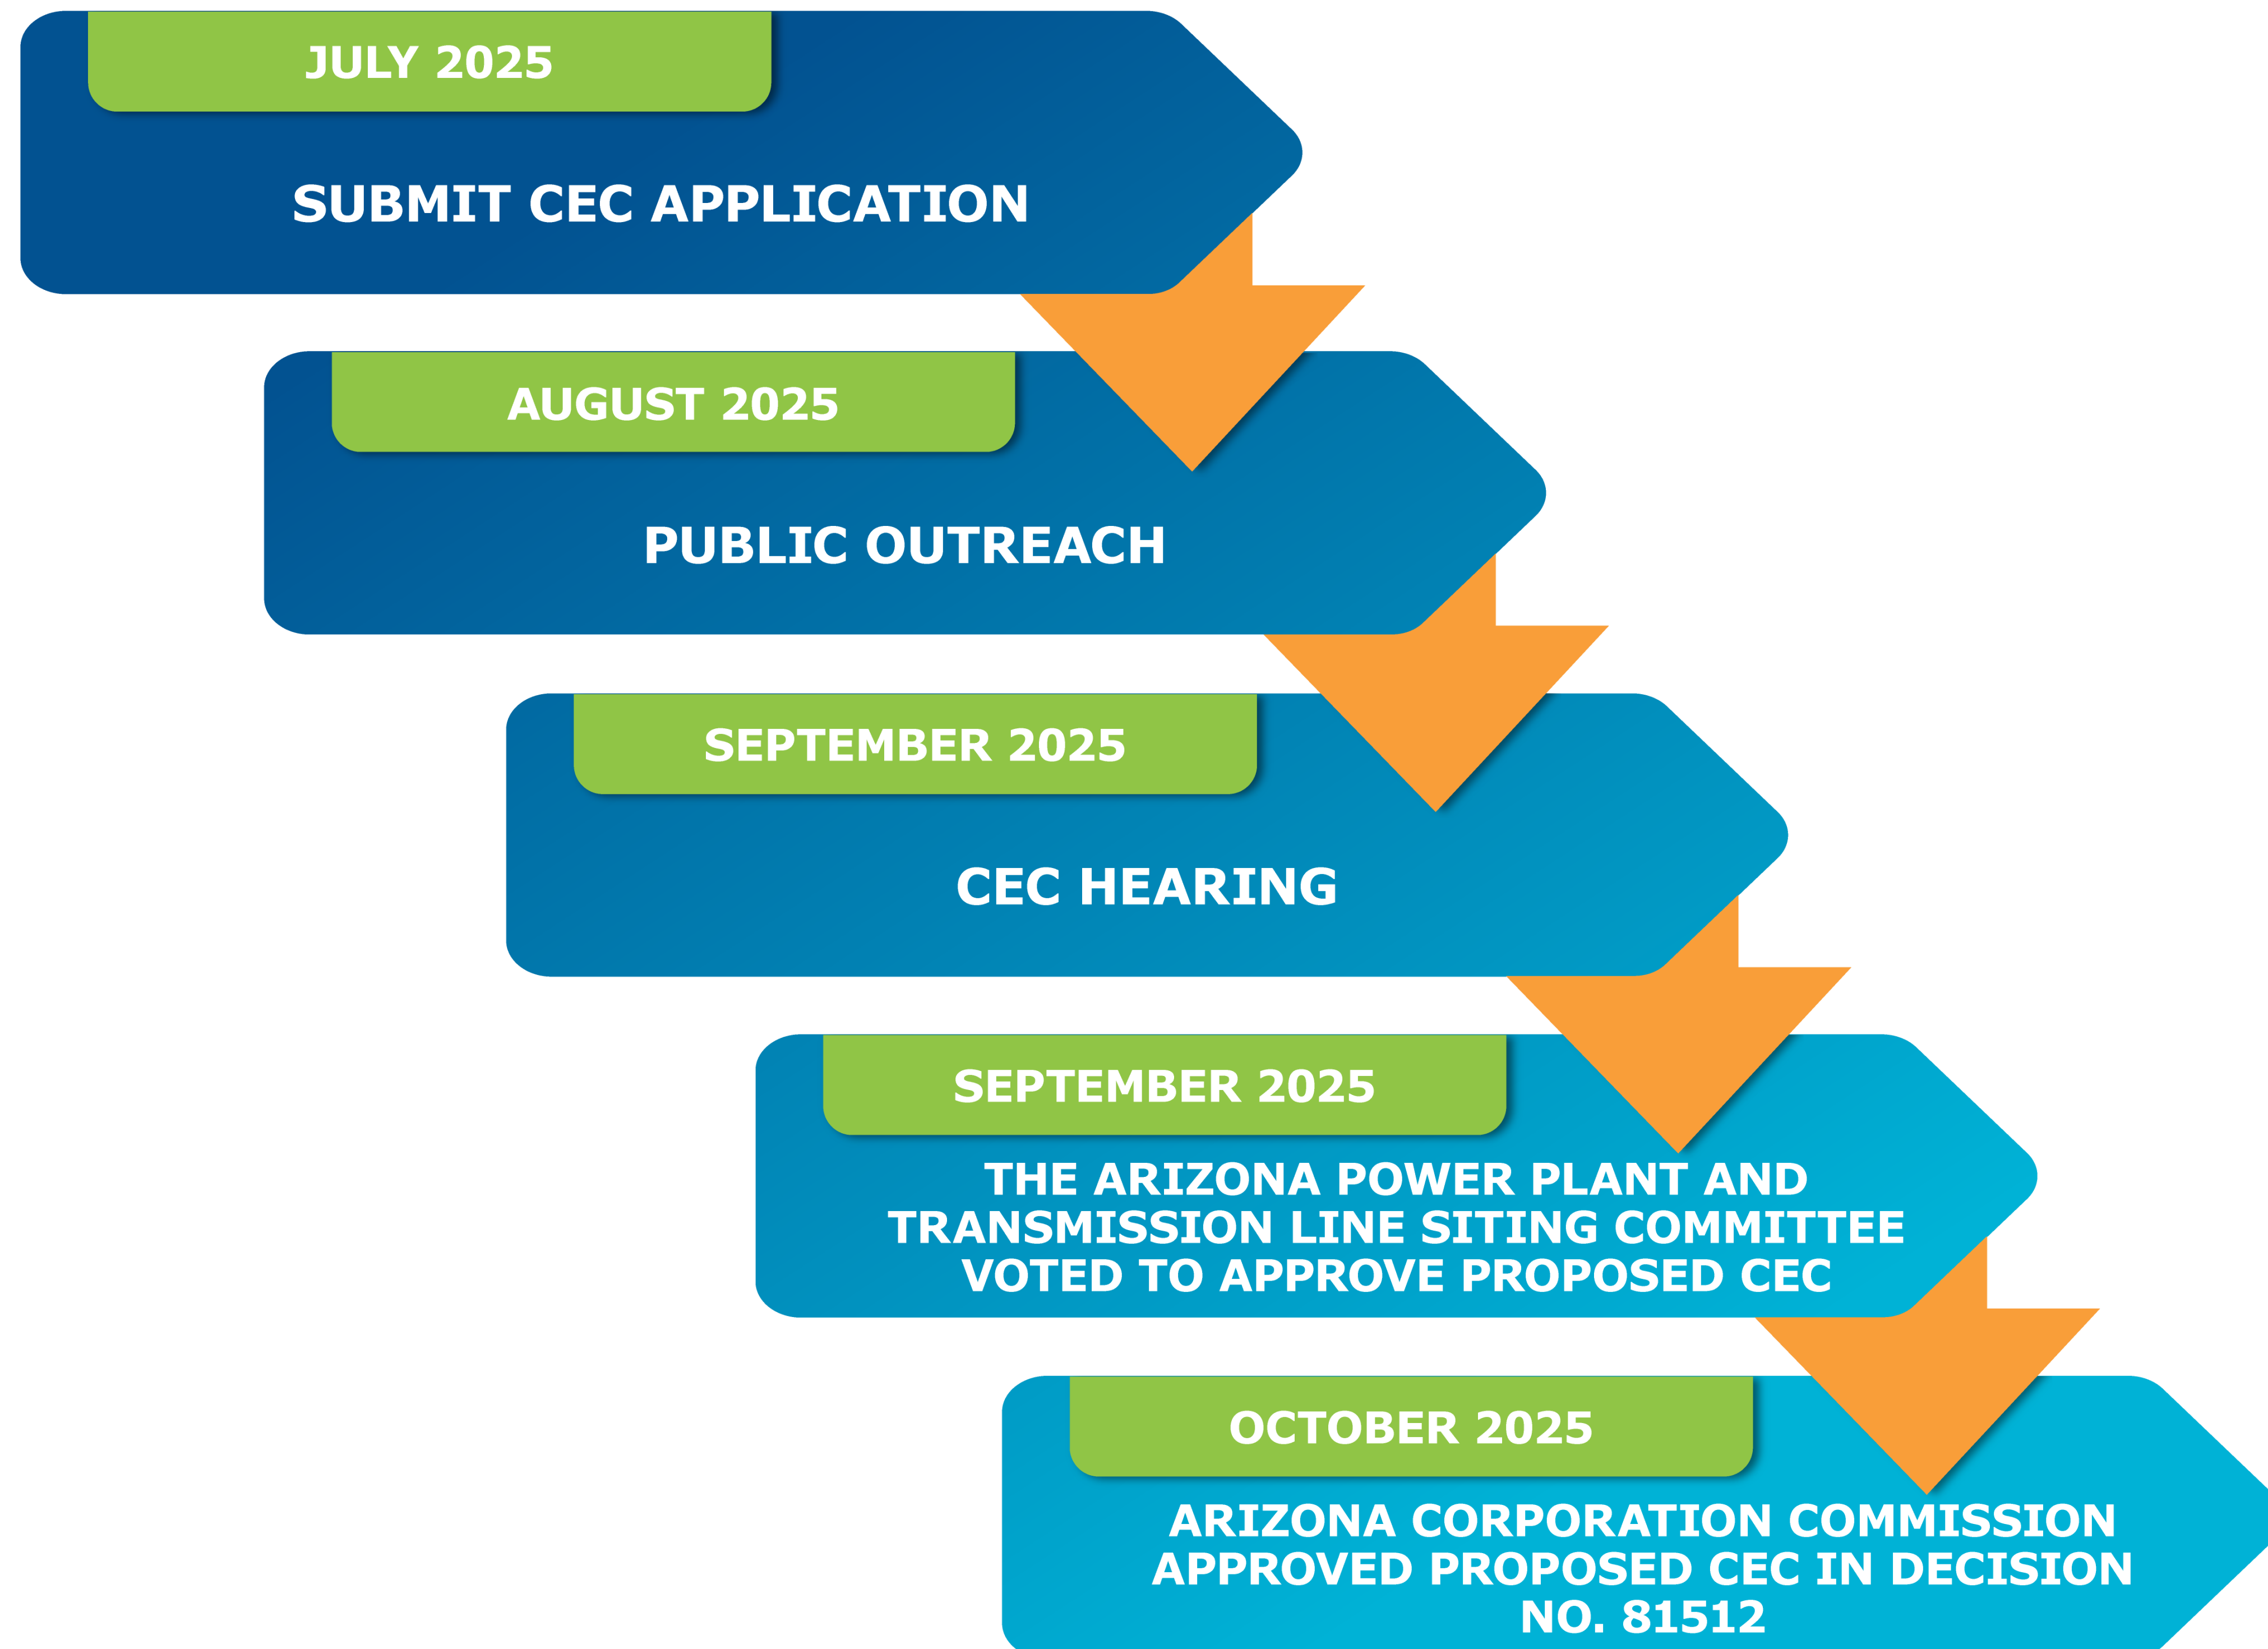 JULY 2025
SUBMIT CEC APPLICATION
AUGUST 2025
PUBLIC OUTREACH
SEPTEMBER 2025
CEC HEARING
SEPTEMBER 2025
THE ARIZONA POWER PLANT AND
TRANSMISSION LINE SITING COMMITTEE
VOTED TO APPROVE PROPOSED CEC
OCTOBER 2025
ARIZONA CORPORATION COMMISSION
APPROVED PROPOSED CEC IN DECISION
NO. 81512